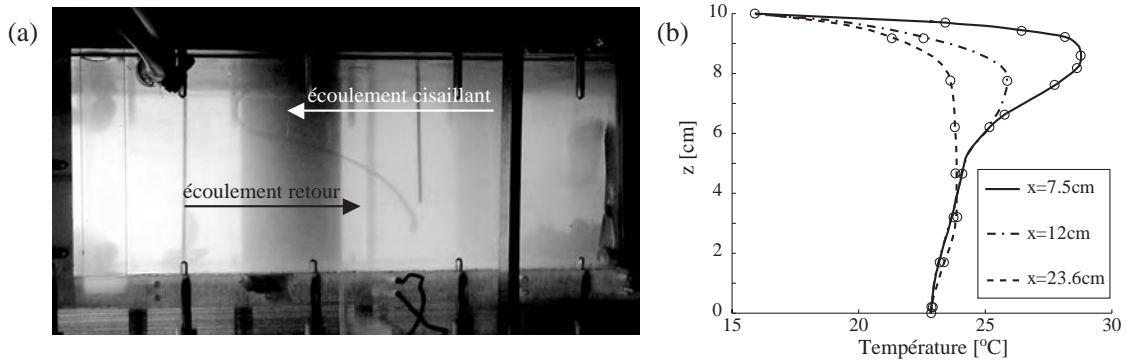 (a)
écoulement cisaillant
écoulement retour
(b)
10
8
6
4
2
0
z [cm]
15
20
25
30
Température [°C]
x=7.5cm
x=12cm
x=23.6cm